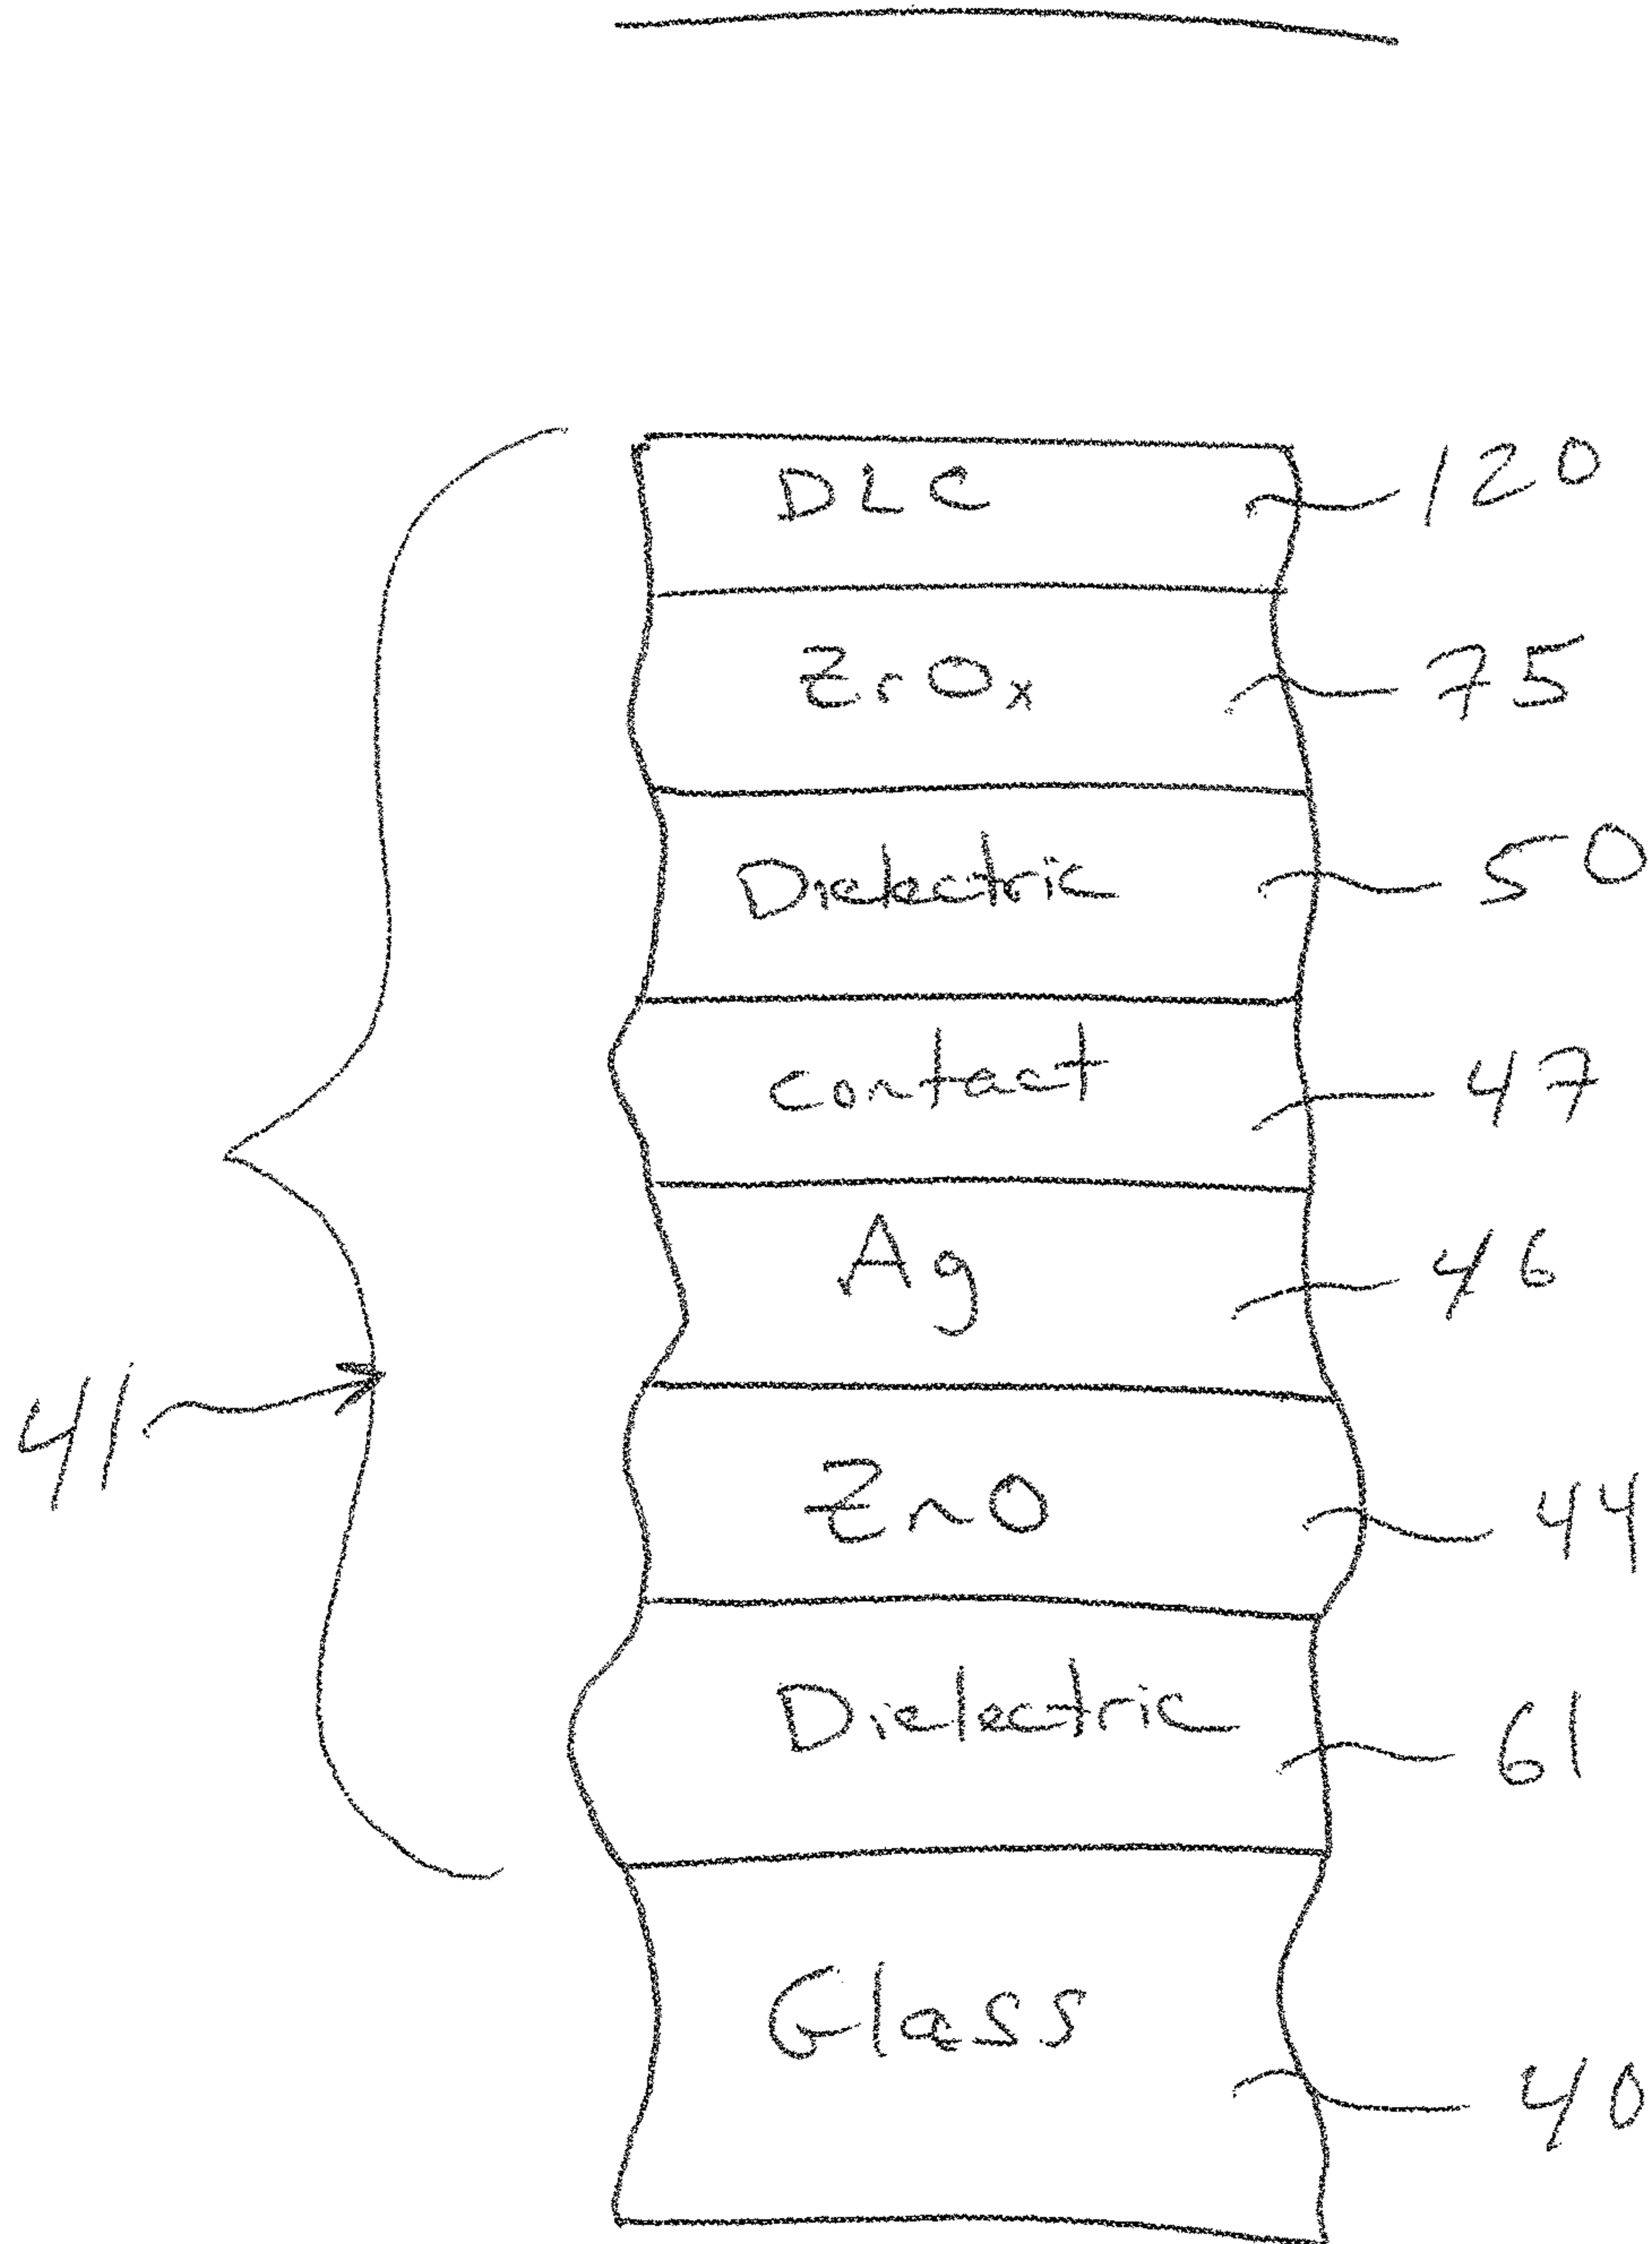 DLC 120
ZrOx 75
Dielectric 50
contact 47
Ag 46
41
ZnO 44
Dielectric 61
Glass 40